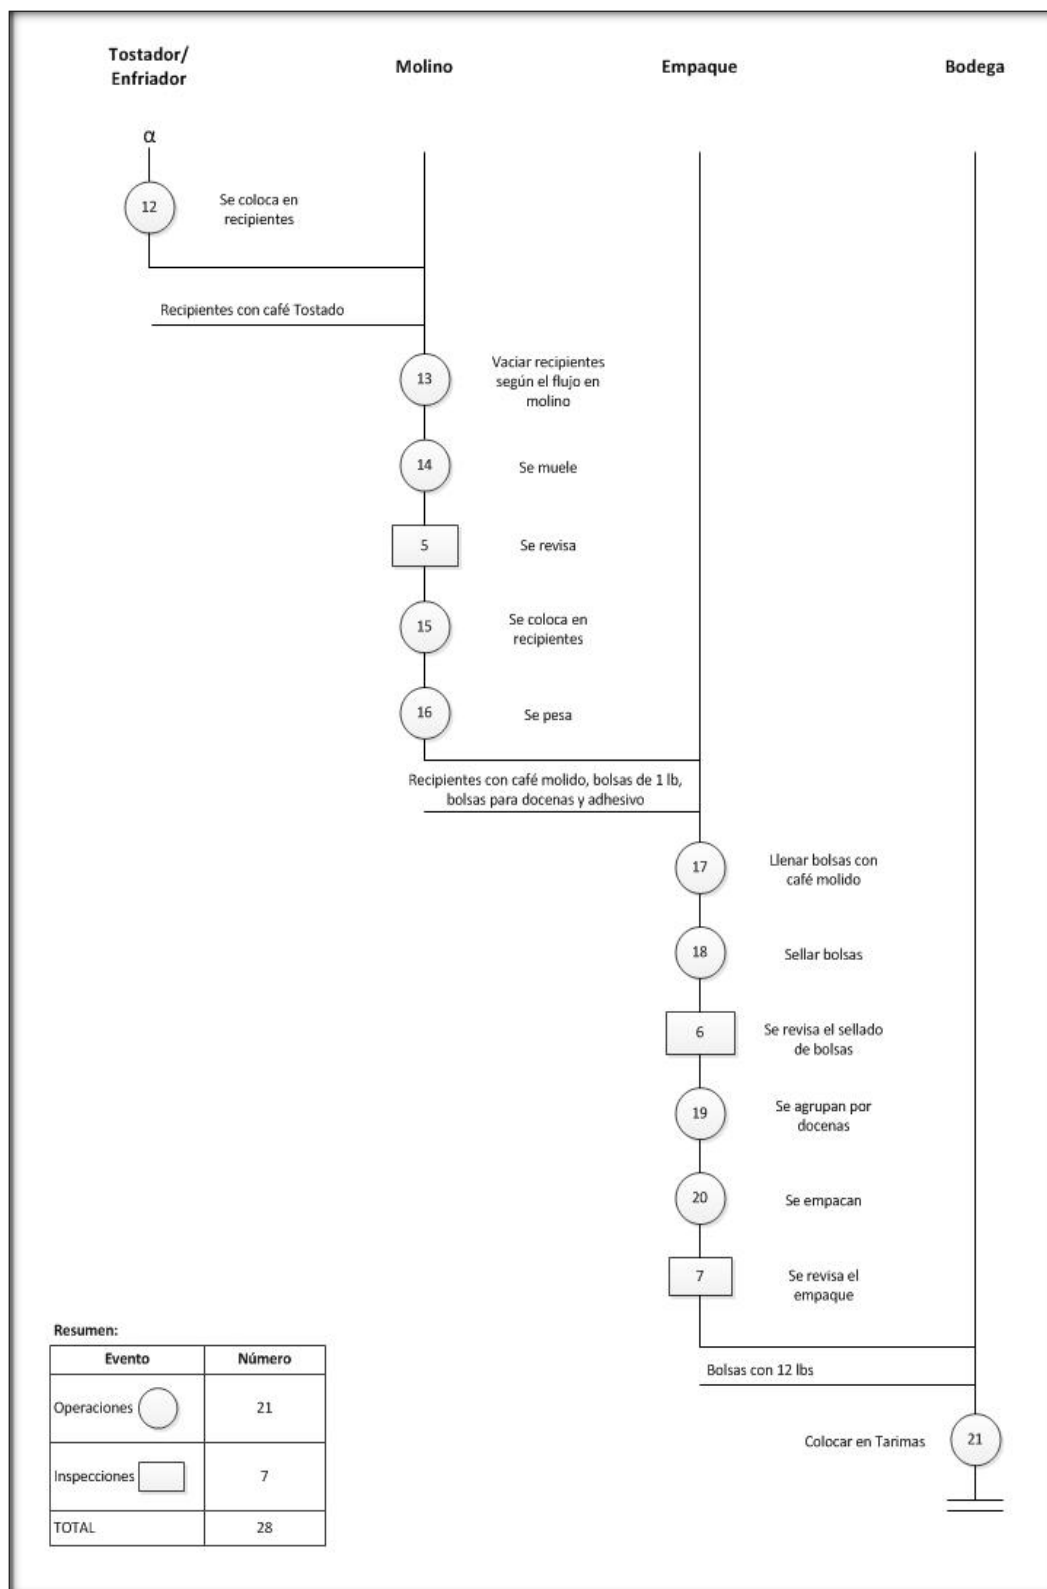 Tostador/
Enfriador
Molino
Empaque
Bodega
α
12
Se coloca en
recipientes
Recipientes con café Tostado
13
Vaciar recipientes
según el flujo en
molino
14
Se muele
5
Se revisa
15
Se coloca en
recipientes
16
Se pesa
Recipientes con café molido, bolsas de 1 lb,
bolsas para docenas y adhesivo
17
Llenar bolsas con
café molido
18
Sellar bolsas
6
Se revisa el sellado
de bolsas
19
Se agrupan por
docenas
20
Se empacan
7
Se revisa el
empaque
Bolsas con 12 lbs
Colocar en Tarimas
21
Resumen:
Evento Número
Operaciones 21
Inspecciones 7
TOTAL 28